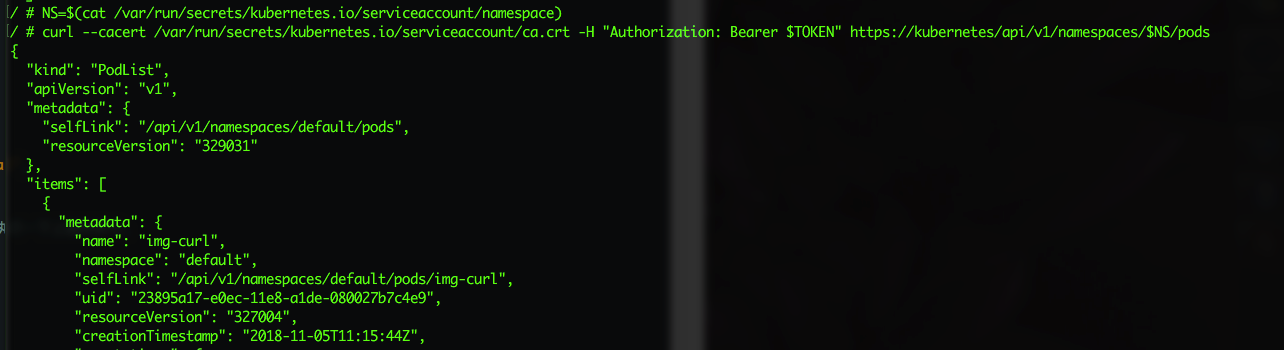 / # NS=$(cat /var/run/secrets/kubernetes.io/serviceaccount/namespace)
/ # curl --cacert /var/run/secrets/kubernetes.io/serviceaccount/ca.crt -H "Authorization: Bearer $TOKEN" https://kubernetes/api/v1/namespaces/$NS/pods
{
  "kind": "PodList",
  "apiVersion": "v1",
  "metadata": {
    "selfLink": "/api/v1/namespaces/default/pods",
    "resourceVersion": "329031"
  },
  "items": [
    {
      "metadata": {
        "name": "img-curl",
        "namespace": "default",
        "selfLink": "/api/v1/namespaces/default/pods/img-curl",
        "uid": "23895a17-e0ec-11e8-a1de-080027b7c4e9",
        "resourceVersion": "327004",
        "creationTimestamp": "2018-11-05T11:15:44Z",